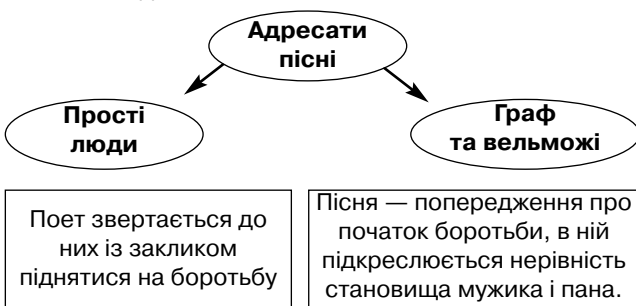 Адресати
пісні
Прості
люди
Граф
та вельможі
Поет звертається до
них із закликом
піднятися на боротьбу
Пісня — попередження про
початок боротьби, в ній
підкреслюється нерівність
становища мужика і пана.